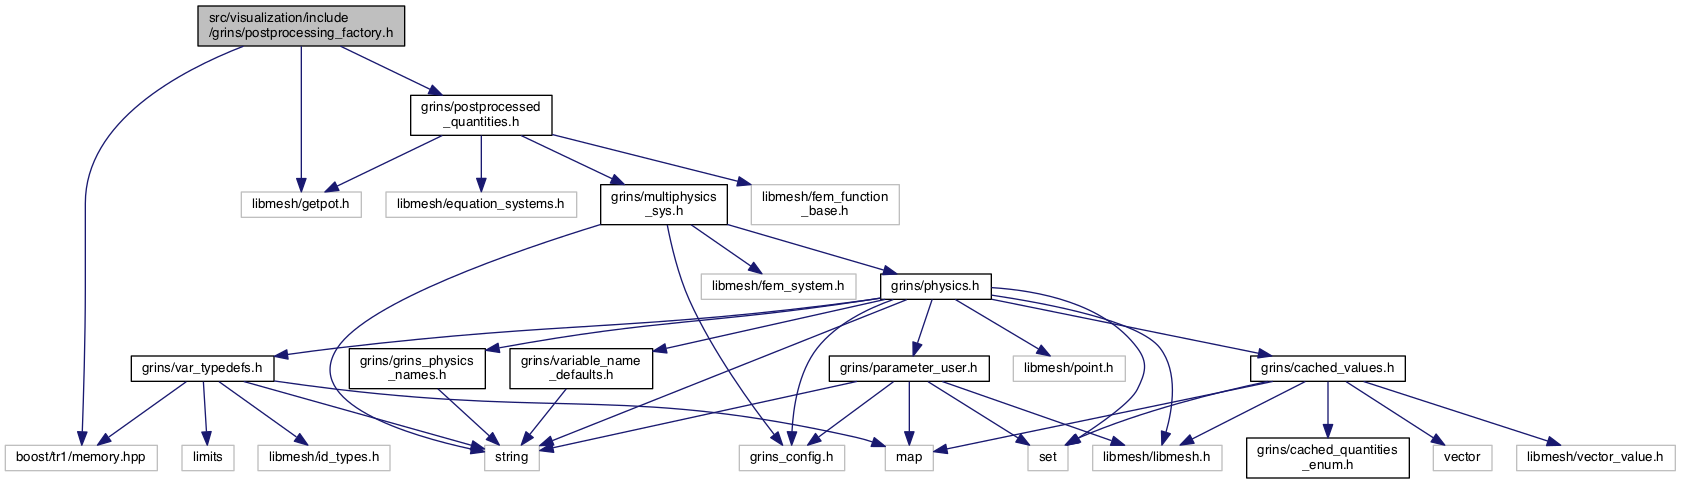 src/visualization/include
/grins/postprocessing_factory.h
grins/postprocessed
_quantities.h
libmesh/getpot.h
libmesh/equation_systems.h
grins/multiphysics
_sys.h
libmesh/fem_function
_base.h
libmesh/fem_system.h
grins/physics.h
grins/var_typedefs.h
grins/grins_physics
_names.h
grins/variable_name
_defaults.h
grins/parameter_user.h
libmesh/point.h
grins/cached_values.h
boost/tr1/memory.hpp
limits
libmesh/id_types.h
string
grins_config.h
map
set
libmesh/libmesh.h
grins/cached_quantities
_enum.h
vector
libmesh/vector_value.h